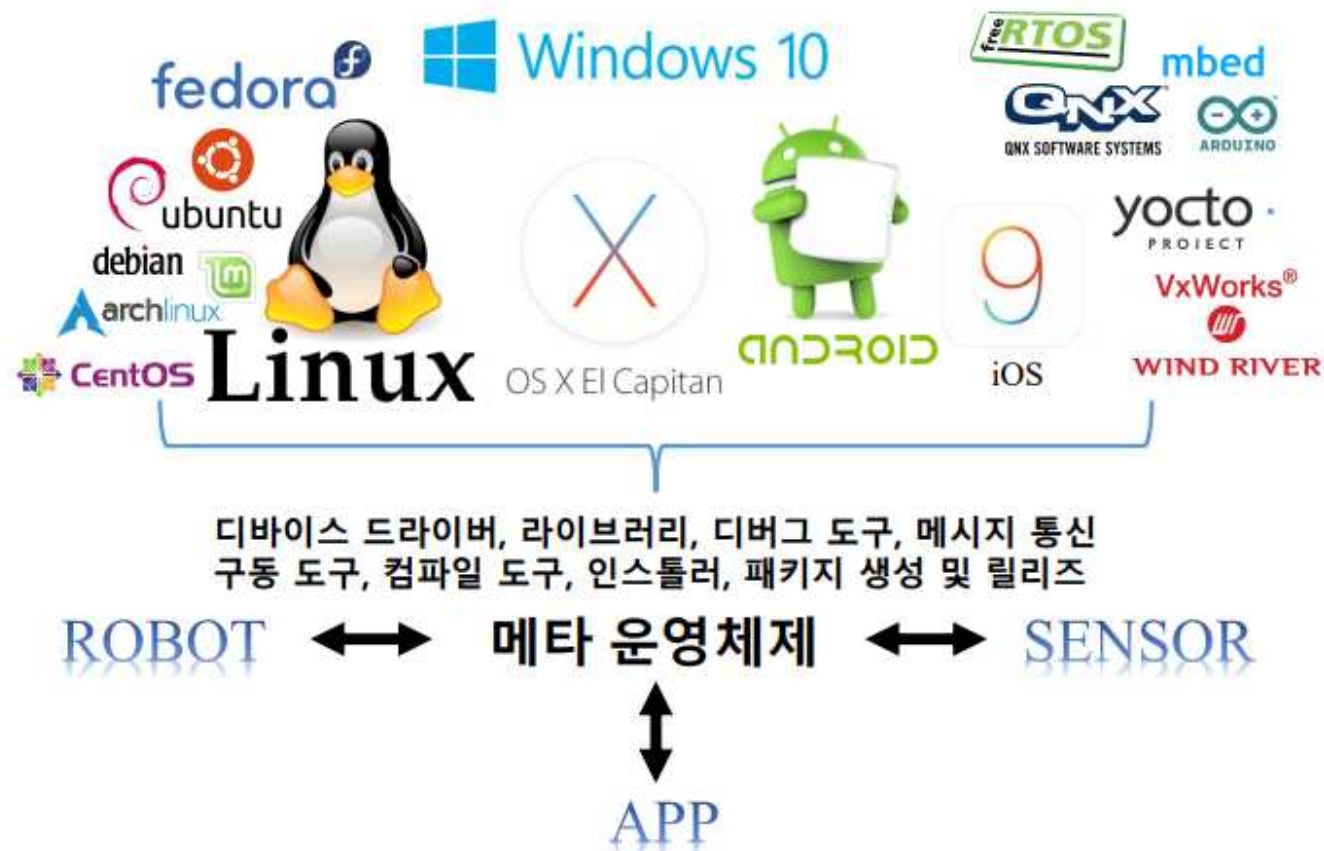 fedora
Windows 10
freeRTOS
mbed
QNX
QNX SOFTWARE SYSTEMS
ARDUINO
ubuntu
debian
lm
archlinux
CentOS
Linux
OS X El Capitan
ANDROID
9
iOS
yocto
PROJECT
VxWorks®
WIND RIVER
디바이스 드라이버, 라이브러리, 디버그 도구, 메시지 통신
구동 도구, 컴파일 도구, 인스톨러, 패키지 생성 및 릴리즈
ROBOT 메타 운영체제 SENSOR
APP